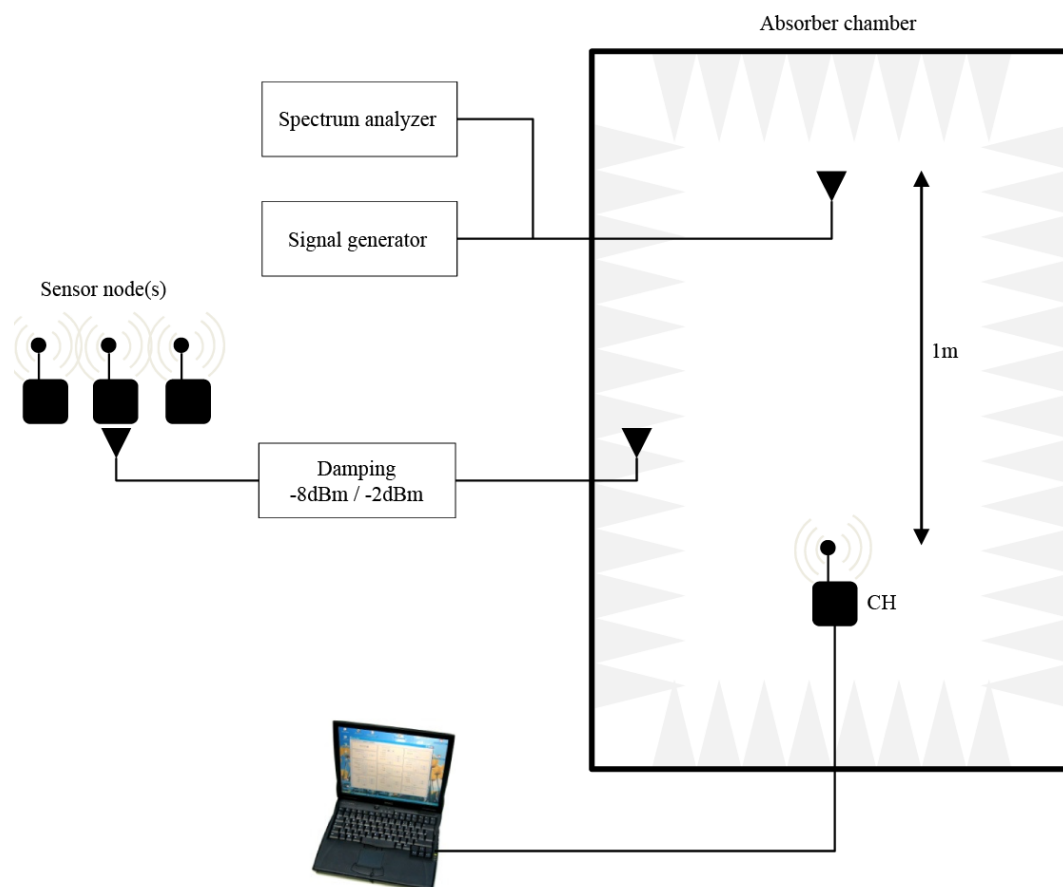 Absorber chamber
Spectrum analyzer
Signal generator
Sensor node(s)
1m
Damping
-8dBm / -2dBm
CH